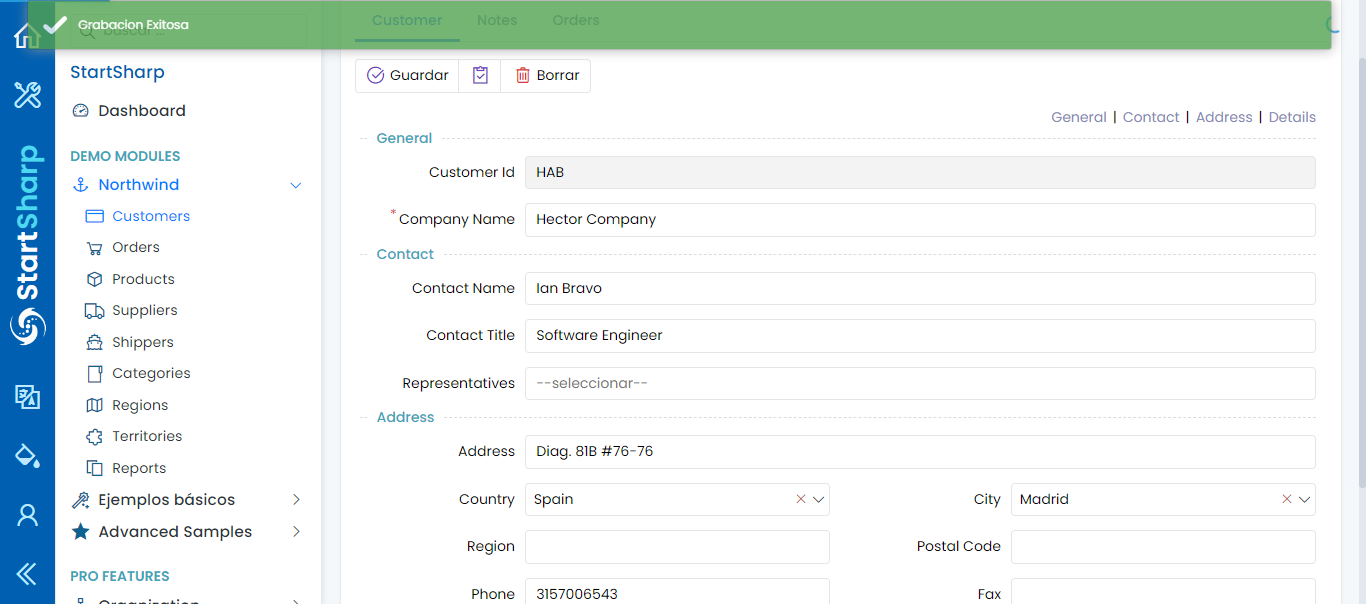 Grabacion Exitosa
Customer Notes Orders
StartSharp
StartSharp
Guardar Borrar
Dashboard
General | Contact | Address | Details
DEMO MODULES
General
Northwind
Customer Id HAB
Customers
* Company Name Hector Company
Orders
Contact
Products
Contact Name Ian Bravo
Suppliers
Contact Title Software Engineer
Shippers
Categories
Representatives --seleccionar--
Regions
Address
Territories
Address Diag. 81B #76-76
Reports
Ejemplos básicos
Country Spain City Madrid
Advanced Samples
Region Postal Code
PRO FEATURES
Phone 3157006543 Fax
Organization